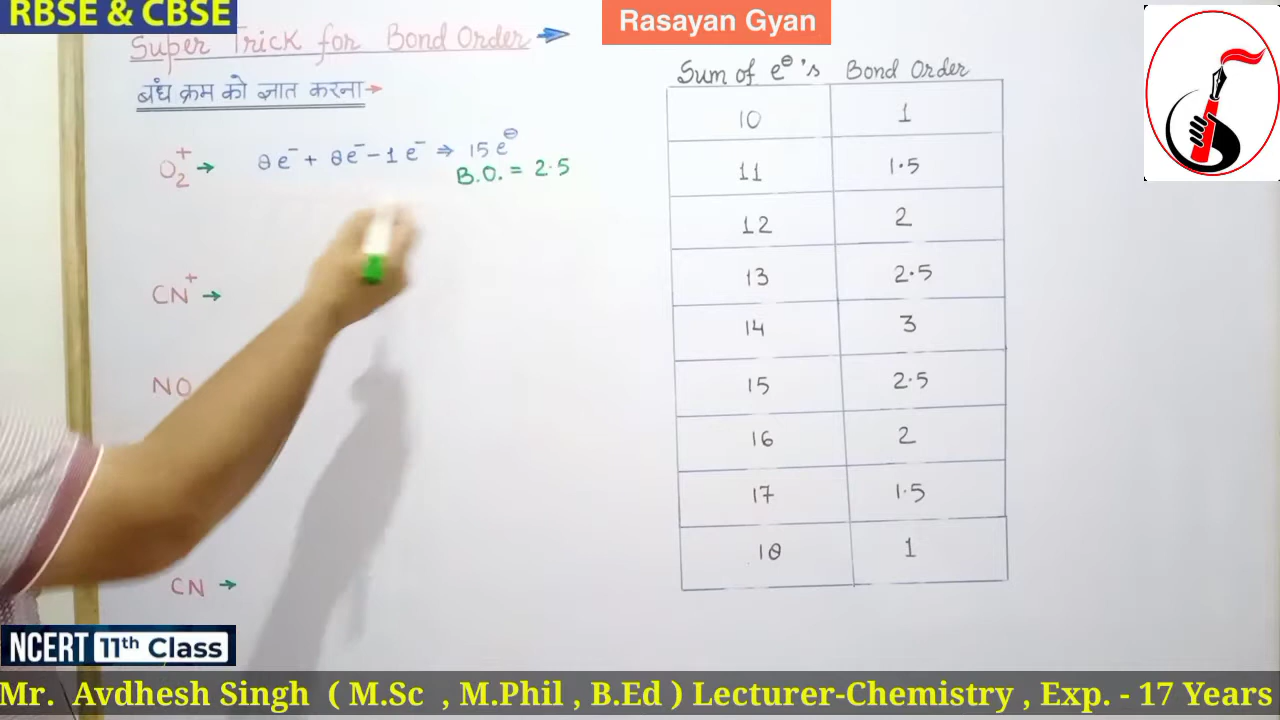 RBSE & CBSE
Rasayan Gyan
Super Trick for Bond Order →
बंध क्रम को ज्ञात करना →
O₂⁺ → 8e⁻ + 8e⁻ - 1e⁻ ⇒ 15e⊖
B.O. = 2.5
CN⁺ →
NO
CN →
Sum of e⊖'s Bond Order
10 1
11 1.5
12 2
13 2.5
14 3
15 2.5
16 2
17 1.5
18 1
NCERT 11th Class
Mr. Avdhesh Singh ( M.Sc , M.Phil , B.Ed ) Lecturer-Chemistry , Exp. - 17 Years